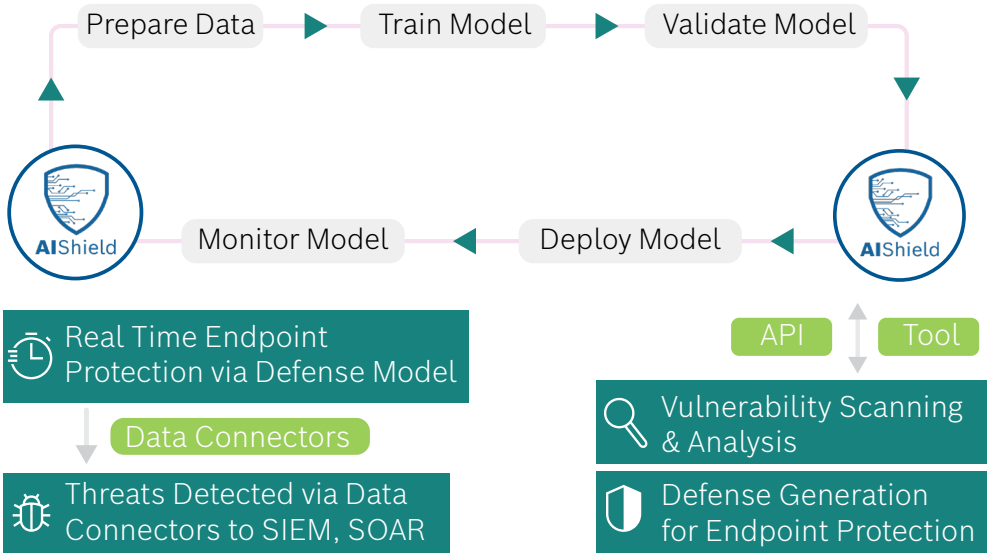 Prepare Data
Train Model
Validate Model
AIShield
Monitor Model
Deploy Model
AIShield
Real Time Endpoint
Protection via Defense Model
Data Connectors
Threats Detected via Data
Connectors to SIEM, SOAR
API
Tool
Vulnerability Scanning
& Analysis
Defense Generation
for Endpoint Protection